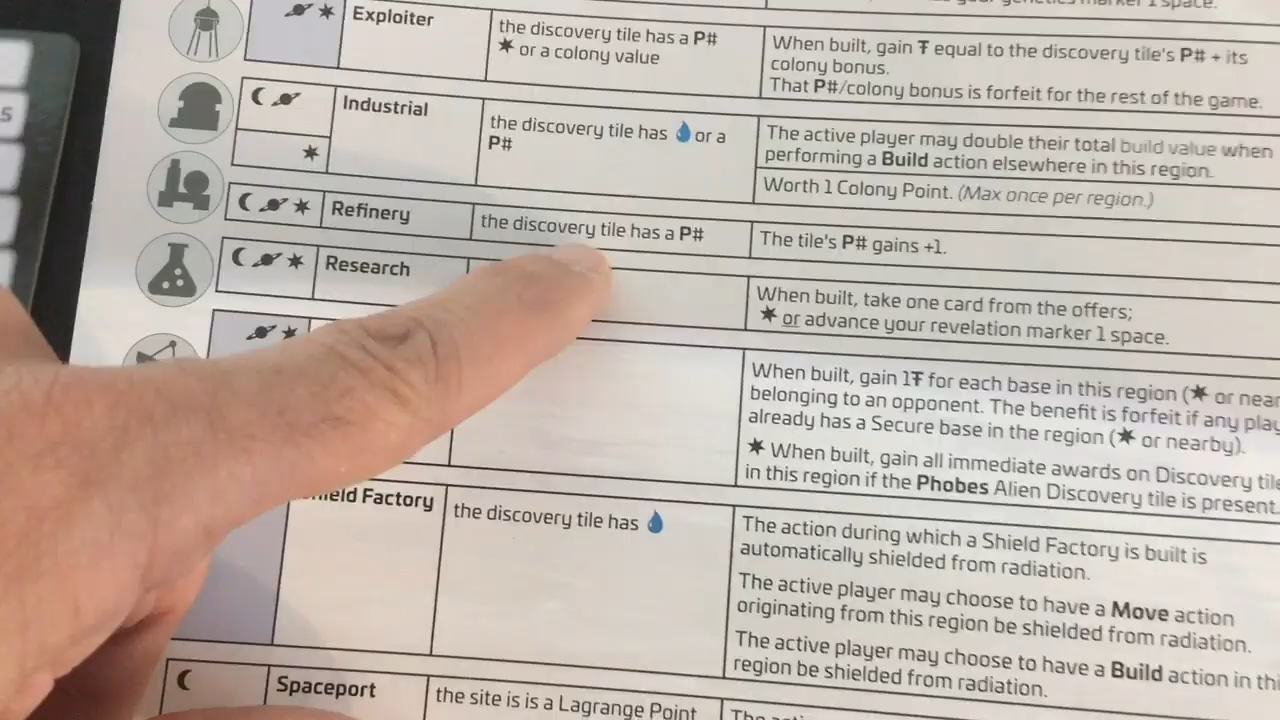 your genetics marker 1 space.
Exploiter
the discovery tile has a P#
✶ or a colony value
When built, gain Ŧ equal to the discovery tile's P# + its
colony bonus.
That P#/colony bonus is forfeit for the rest of the game.
5
Industrial
the discovery tile has 💧 or a
P#
The active player may double their total build value when
performing a Build action elsewhere in this region.
Worth 1 Colony Point. (Max once per region.)
Refinery
the discovery tile has a P#
The tile's P# gains +1.
Research
When built, take one card from the offers;
✶ or advance your revelation marker 1 space.
When built, gain 1Ŧ for each base in this region (✶ or
belonging to an opponent. The benefit is forfeit if any
already has a Secure base in the region (✶ or nearby).
✶ When built, gain all immediate awards on Discovery
in this region if the Phobes Alien Discovery tile is present.
Factory
the discovery tile has 💧
The action during which a Shield Factory is built is
automatically shielded from radiation.
The active player may choose to have a Move action
originating from this region be shielded from radiation.
The active player may choose to have a Build action in
region be shielded from radiation.
Spaceport
the site is is a Lagrange Point
The